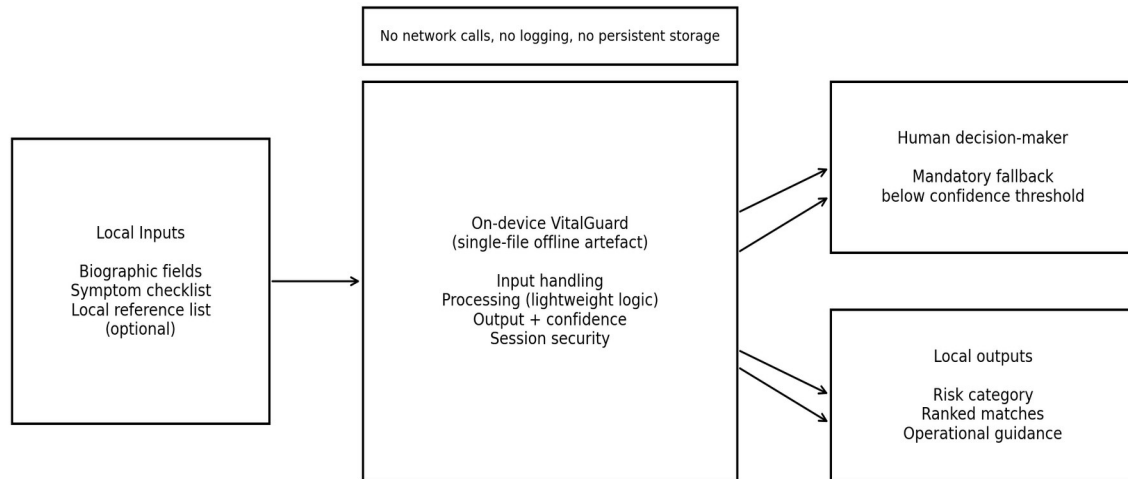 No network calls, no logging, no persistent storage
Local Inputs
Biographic fields
Symptom checklist
Local reference list
(optional)
On-device VitalGuard
(single-file offline artefact)
Input handling
Processing (lightweight logic)
Output + confidence
Session security
Human decision-maker
Mandatory fallback
below confidence threshold
Local outputs
Risk category
Ranked matches
Operational guidance